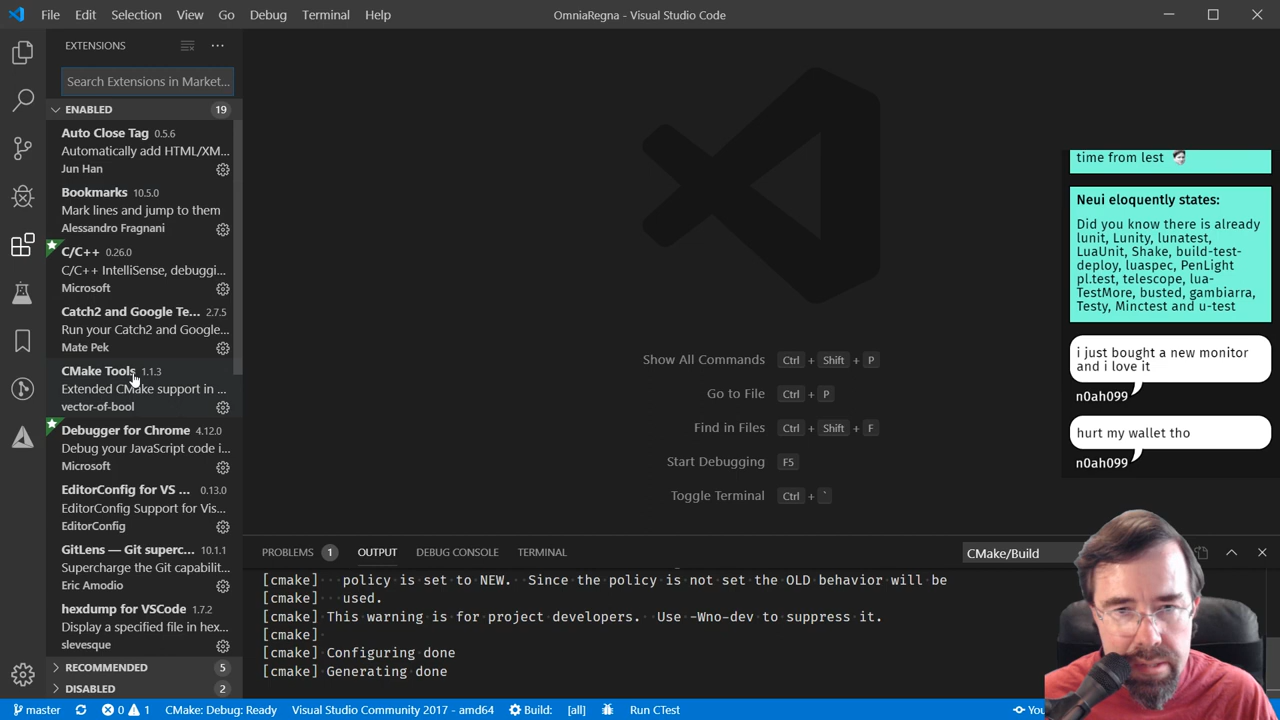 File Edit Selection View Go Debug Terminal Help
OmniaRegna - Visual Studio Code
EXTENSIONS
Search Extensions in Market...
ENABLED 19
Auto Close Tag 0.5.6
Automatically add HTML/XM...
Jun Han
Bookmarks 10.5.0
Mark lines and jump to them
Alessandro Fragnani
C/C++ 0.26.0
C/C++ IntelliSense, debuggi...
Microsoft
Catch2 and Google Te... 2.7.5
Run your Catch2 and Google...
Mate Pek
CMake Tools 1.1.3
Extended CMake support in ...
vector-of-bool
Debugger for Chrome 4.12.0
Debug your JavaScript code i...
Microsoft
EditorConfig for VS ... 0.13.0
EditorConfig Support for Vis...
EditorConfig
GitLens — Git superc... 10.1.1
Supercharge the Git capabilit...
Eric Amodio
hexdump for VSCode 1.7.2
Display a specified file in hex...
slevesque
RECOMMENDED 5
DISABLED 2
Show All Commands Ctrl + Shift + P
Go to File Ctrl + P
Find in Files Ctrl + Shift + F
Start Debugging F5
Toggle Terminal Ctrl + `
PROBLEMS 1 OUTPUT DEBUG CONSOLE TERMINAL
CMake/Build
[cmake] policy is set to NEW. Since the policy is not set the OLD behavior will be
[cmake] used.
[cmake] This warning is for project developers. Use -Wno-dev to suppress it.
[cmake]
[cmake] Configuring done
[cmake] Generating done
time from lest
Neui eloquently states:
Did you know there is already
lunit, Lunity, lunatest,
LuaUnit, Shake, build-test-
deploy, luaspec, PenLight
pl.test, telescope, lua-
TestMore, busted, gambiarra,
Testy, Minctest and u-test
i just bought a new monitor
and i love it
n0ah099
hurt my wallet tho
n0ah099
master 0 1 CMake: Debug: Ready Visual Studio Community 2017 - amd64 Build: [all] Run CTest You